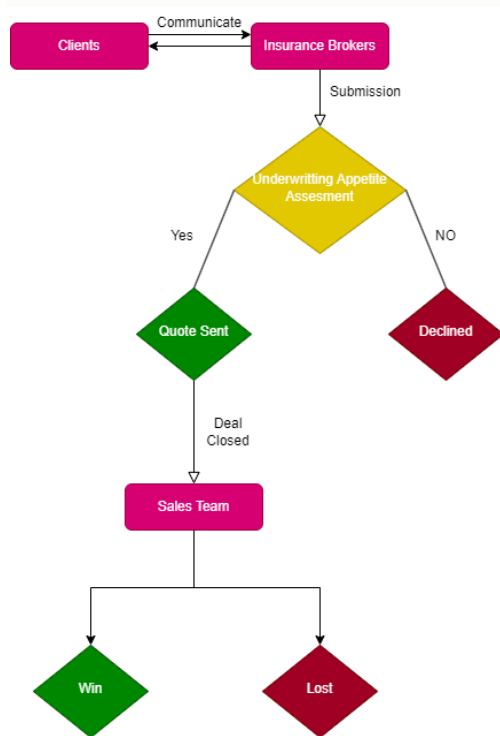 Communicate
Clients
Insurance Brokers
Submission
Underwritting Appetite
Assesment
Yes
NO
Quote Sent
Declined
Deal
Closed
Sales Team
Win
Lost